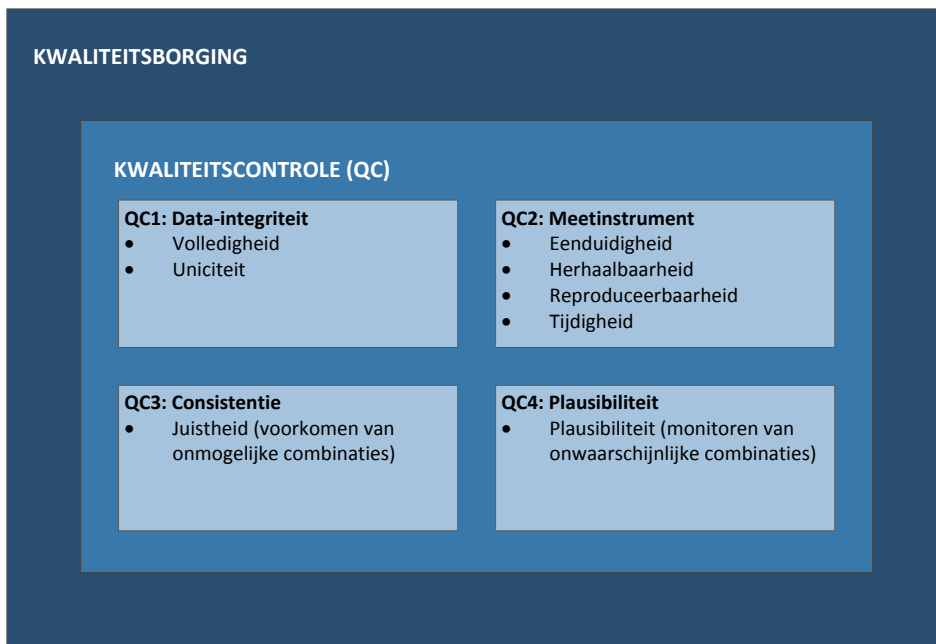 KWALITEITSBORGING
KWALITEITSCONTROLE (QC)
QC1: Data-integriteit
• Volledigheid
• Uniciteit
QC2: Meetinstrument
• Eenduidigheid
• Herhaalbaarheid
• Reproduceerbaarheid
• Tijdigheid
QC3: Consistentie
• Juistheid (voorkomen van
onmogelijke combinaties)
QC4: Plausibiliteit
• Plausibiliteit (monitoren van
onwaarschijnlijke combinaties)